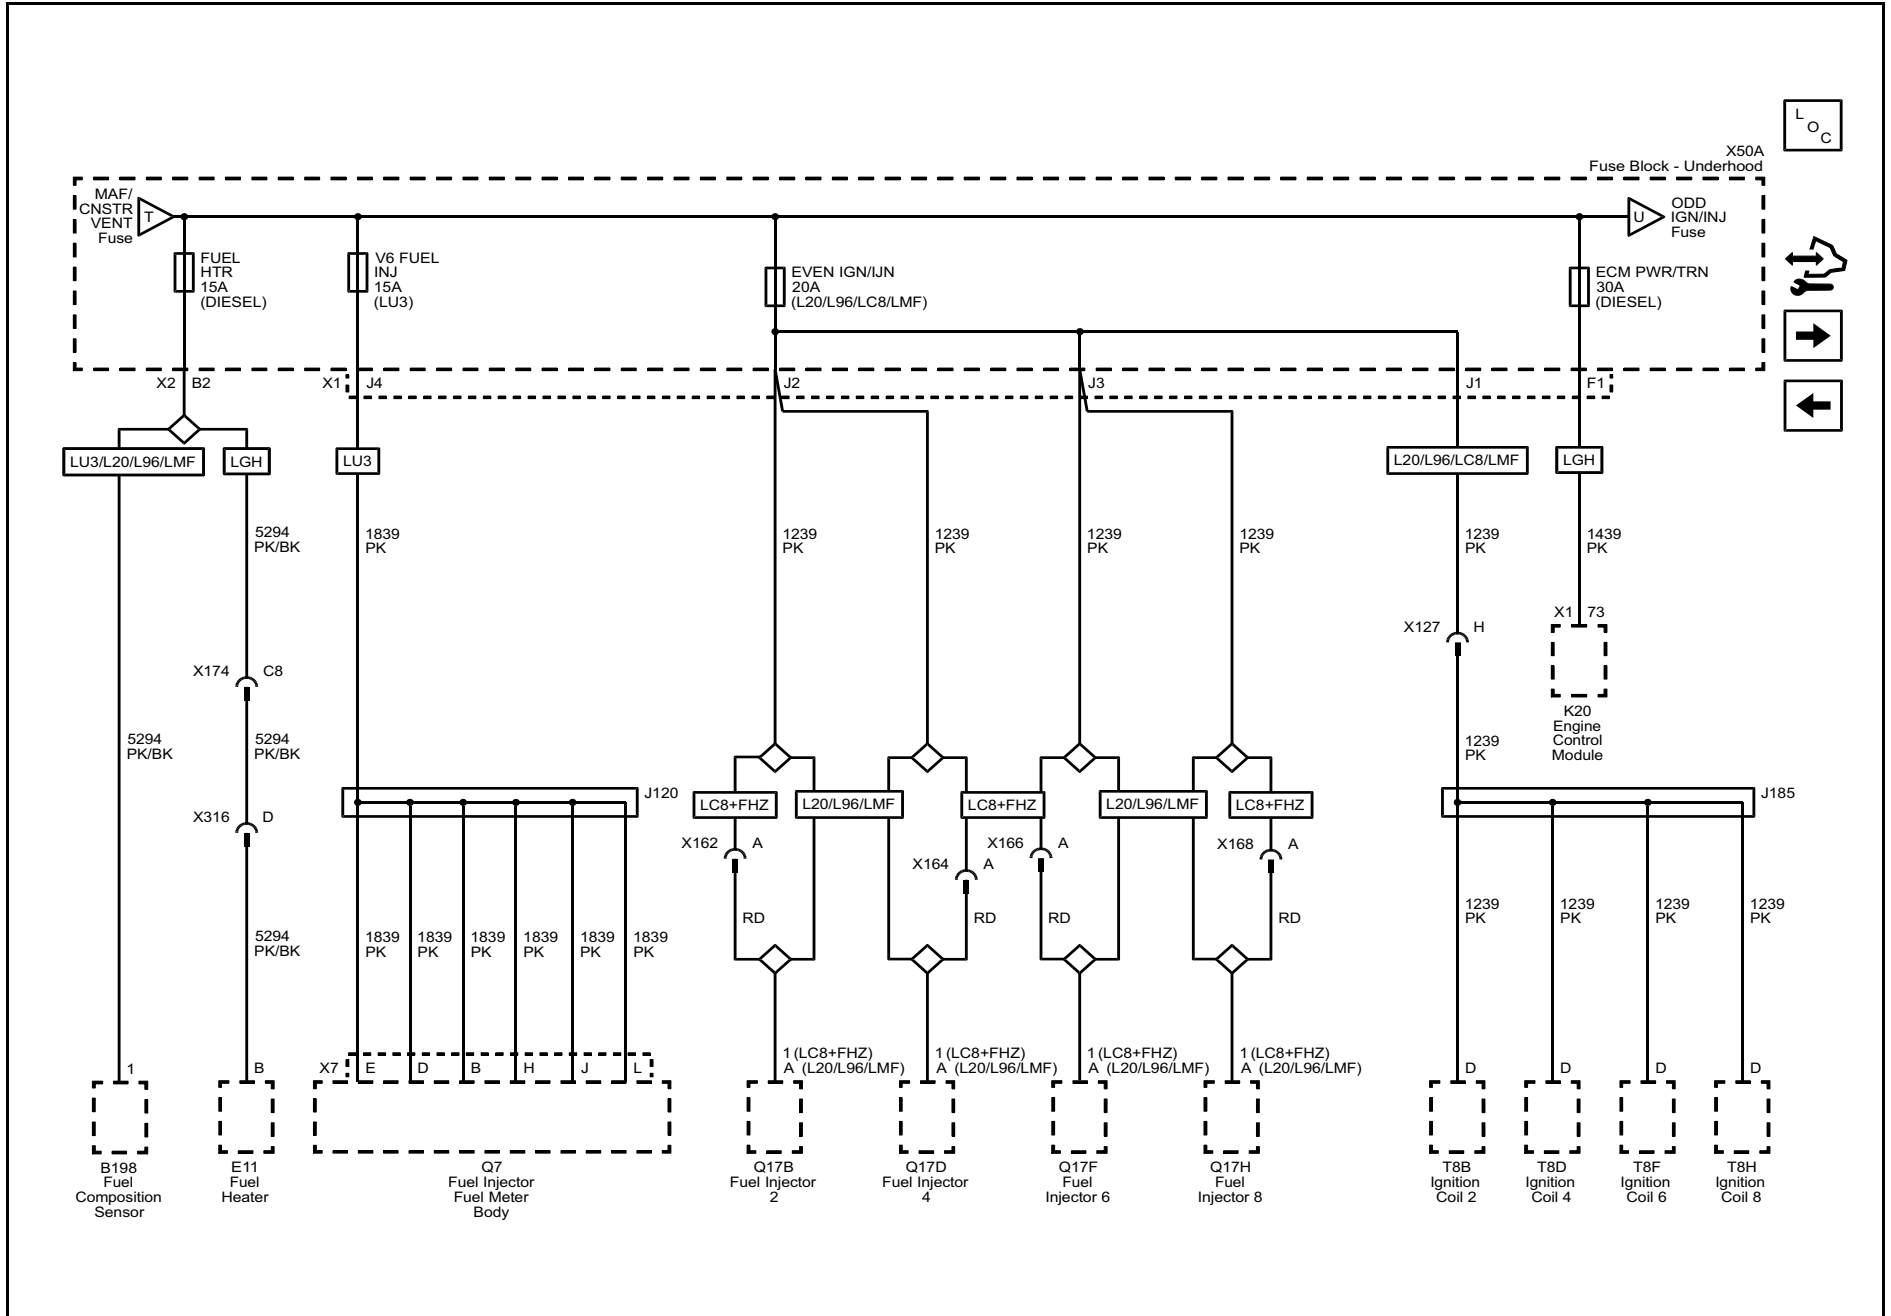 L
O
C
X50A
Fuse Block - Underhood
MAF/
CNSTR
VENT
Fuse
T
U
ODD
IGN/INJ
Fuse
FUEL
HTR
15A
(DIESEL)
V6 FUEL
INJ
15A
(LU3)
EVEN IGN/IJN
20A
(L20/L96/LC8/LMF)
ECM PWR/TRN
30A
(DIESEL)
X2 B2
X1 J4
J2
J3
J1
F1
LU3/L20/L96/LMF
LGH
LU3
L20/L96/LC8/LMF
LGH
5294
PK/BK
1839
PK
1239
PK
1239
PK
1239
PK
1239
PK
1239
PK
1439
PK
X1 73
X127 H
X174 C8
K20
Engine
Control
Module
5294
PK/BK
5294
PK/BK
1239
PK
J120
J185
LC8+FHZ
L20/L96/LMF
LC8+FHZ
L20/L96/LMF
LC8+FHZ
X316 D
X162 A
X164 A
X166 A
X168 A
RD
RD
RD
RD
1239
PK
1239
PK
1239
PK
1239
PK
5294
PK/BK
1839
PK
1839
PK
1839
PK
1839
PK
1839
PK
1839
PK
1 (LC8+FHZ)
A (L20/L96/LMF)
1 (LC8+FHZ)
A (L20/L96/LMF)
1 (LC8+FHZ)
A (L20/L96/LMF)
1 (LC8+FHZ)
A (L20/L96/LMF)
1
B
X7 E D B H J L
D
D
D
D
B198
Fuel
Composition
Sensor
E11
Fuel
Heater
Q7
Fuel Injector
Fuel Meter
Body
Q17B
Fuel Injector
2
Q17D
Fuel Injector
4
Q17F
Fuel
Injector 6
Q17H
Fuel
Injector 8
T8B
Ignition
Coil 2
T8D
Ignition
Coil 4
T8F
Ignition
Coil 6
T8H
Ignition
Coil 8